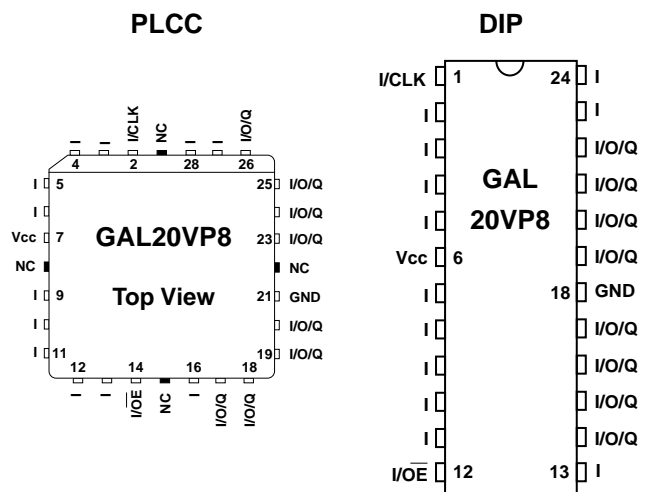 PLCC
I I I/CLK NC I I I/O/Q
4 2 28 26
I 5 25 I/O/Q
I I/O/Q
Vcc 7 GAL20VP8 23 I/O/Q
NC NC
I 9 Top View 21 GND
I I/O/Q
I 11 19 I/O/Q
12 14 16 18
I I I/O̅E̅ NC I I/O/Q I/O/Q
DIP
I/CLK 1 24 I
I I
I I/O/Q
I GAL I/O/Q
I 20VP8 I/O/Q
Vcc 6 I/O/Q
I 18 GND
I I/O/Q
I I/O/Q
I I/O/Q
I I/O/Q
I/O̅E̅ 12 13 I